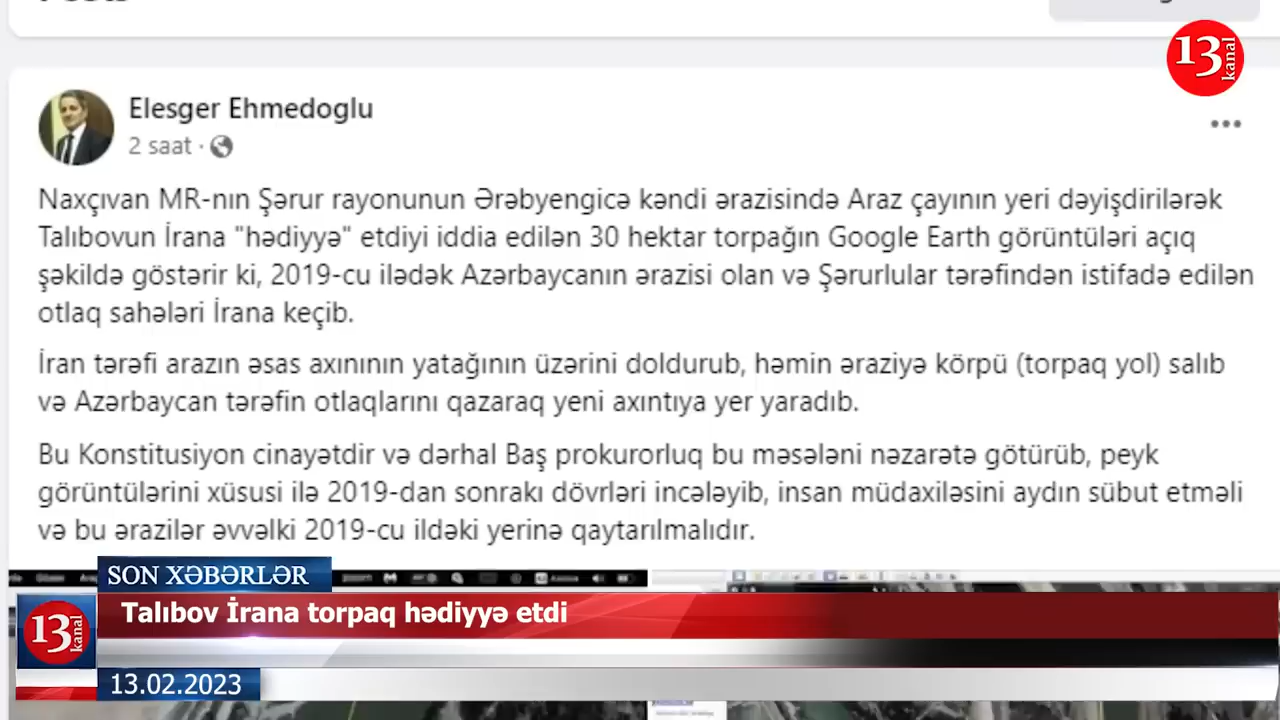 13 kanal
Elesger Ehmedoglu
2 saat ·
Naxçıvan MR-nın Şərur rayonunun Ərəbyengicə kəndi ərazisində Araz çayının yeri dəyişdirilərək
Talıbovun İrana "hədiyyə" etdiyi iddia edilən 30 hektar torpağın Google Earth görüntüləri açıq
şəkildə göstərir ki, 2019-cu ilədək Azərbaycanın ərazisi olan və Şərurlular tərəfindən istifadə edilən
otlaq sahələri İrana keçib.
İran tərəfi arazın əsas axınının yatağının üzərini doldurub, həmin əraziyə körpü (torpaq yol) salıb
və Azərbaycan tərəfin otlaqlarını qazaraq yeni axıntıya yer yaradıb.
Bu Konstitusiyon cinayətdir və dərhal Baş prokurorluq bu məsələni nəzarətə götürüb, peyk
görüntülərini xüsusi ilə 2019-dan sonrakı dövrləri incələyib, insan müdaxiləsini aydın sübut etməli
və bu ərazilər əvvəlki 2019-cu ildəki yerinə qaytarılmalıdır.
SON XƏBƏRLƏR
Talıbov İrana torpaq hədiyyə etdi
13 kanal
13.02.2023